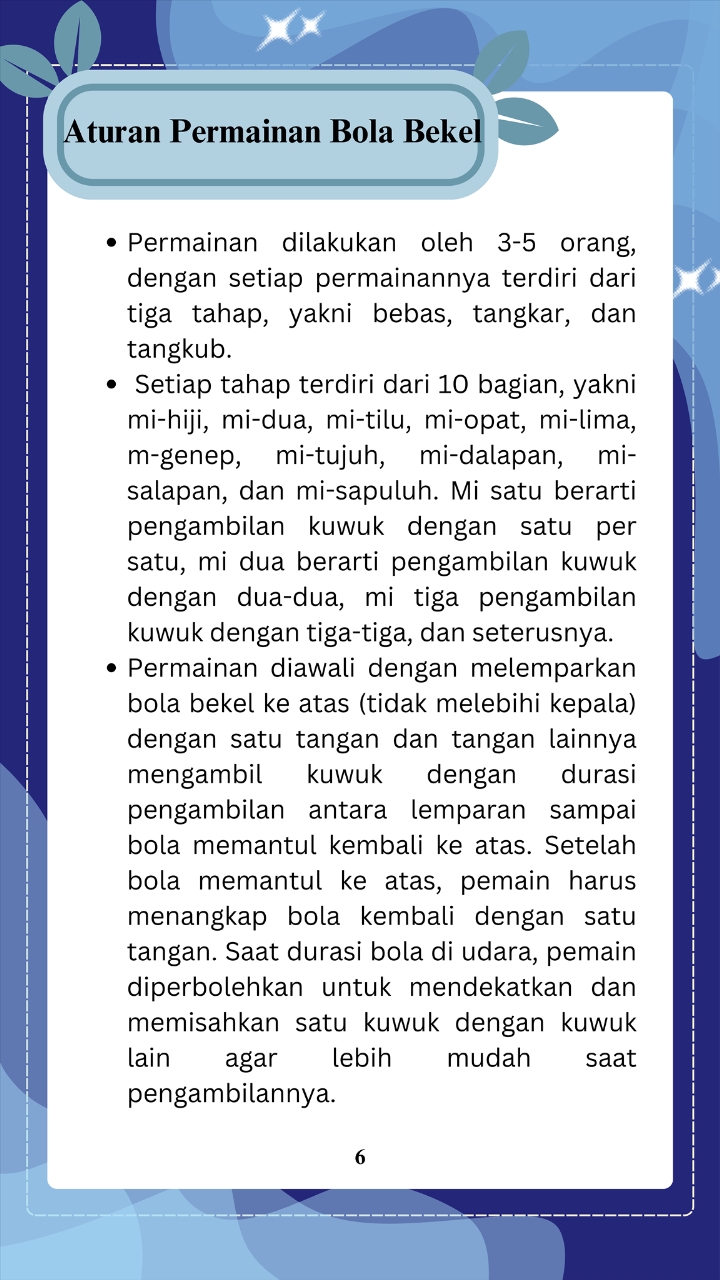 Aturan Permainan Bola Bekel
• Permainan dilakukan oleh 3-5 orang,
dengan setiap permainannya terdiri dari
tiga tahap, yakni bebas, tangkar, dan
tangkub.
• Setiap tahap terdiri dari 10 bagian, yakni
mi-hiji, mi-dua, mi-tilu, mi-opat, mi-lima,
m-genep, mi-tujuh, mi-dalapan, mi-
salapan, dan mi-sapuluh. Mi satu berarti
pengambilan kuwuk dengan satu per
satu, mi dua berarti pengambilan kuwuk
dengan dua-dua, mi tiga pengambilan
kuwuk dengan tiga-tiga, dan seterusnya.
• Permainan diawali dengan melemparkan
bola bekel ke atas (tidak melebihi kepala)
dengan satu tangan dan tangan lainnya
mengambil kuwuk dengan durasi
pengambilan antara lemparan sampai
bola memantul kembali ke atas. Setelah
bola memantul ke atas, pemain harus
menangkap bola kembali dengan satu
tangan. Saat durasi bola di udara, pemain
diperbolehkan untuk mendekatkan dan
memisahkan satu kuwuk dengan kuwuk
lain agar lebih mudah saat
pengambilannya.
6